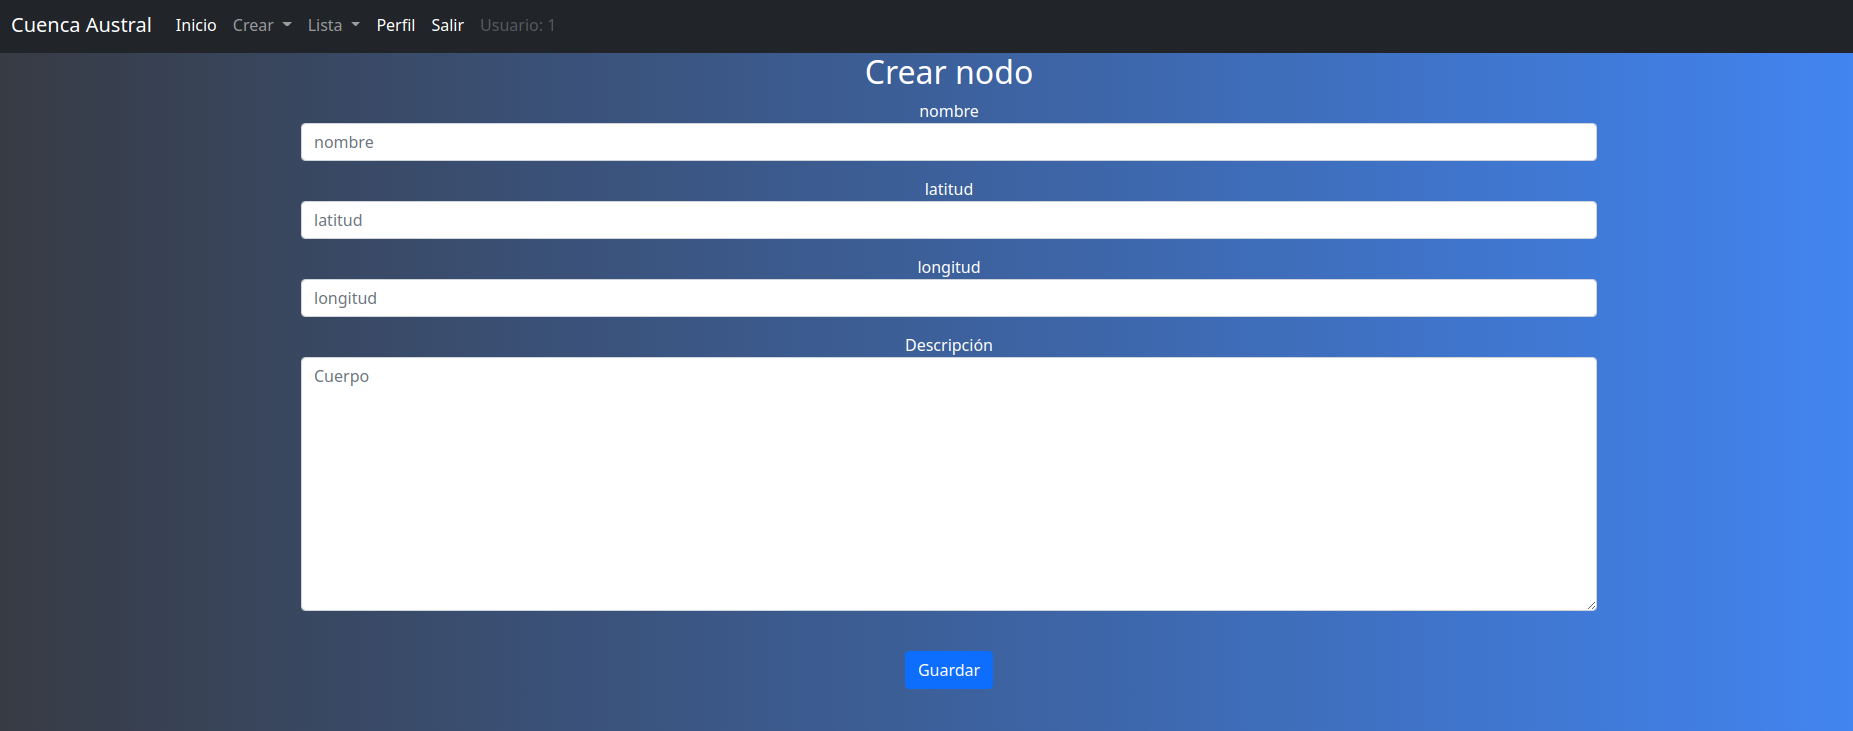 Cuenca Austral Inicio Crear Lista Perfil Salir Usuario: 1
Crear nodo
nombre
nombre
latitud
latitud
longitud
longitud
Descripción
Cuerpo
Guardar